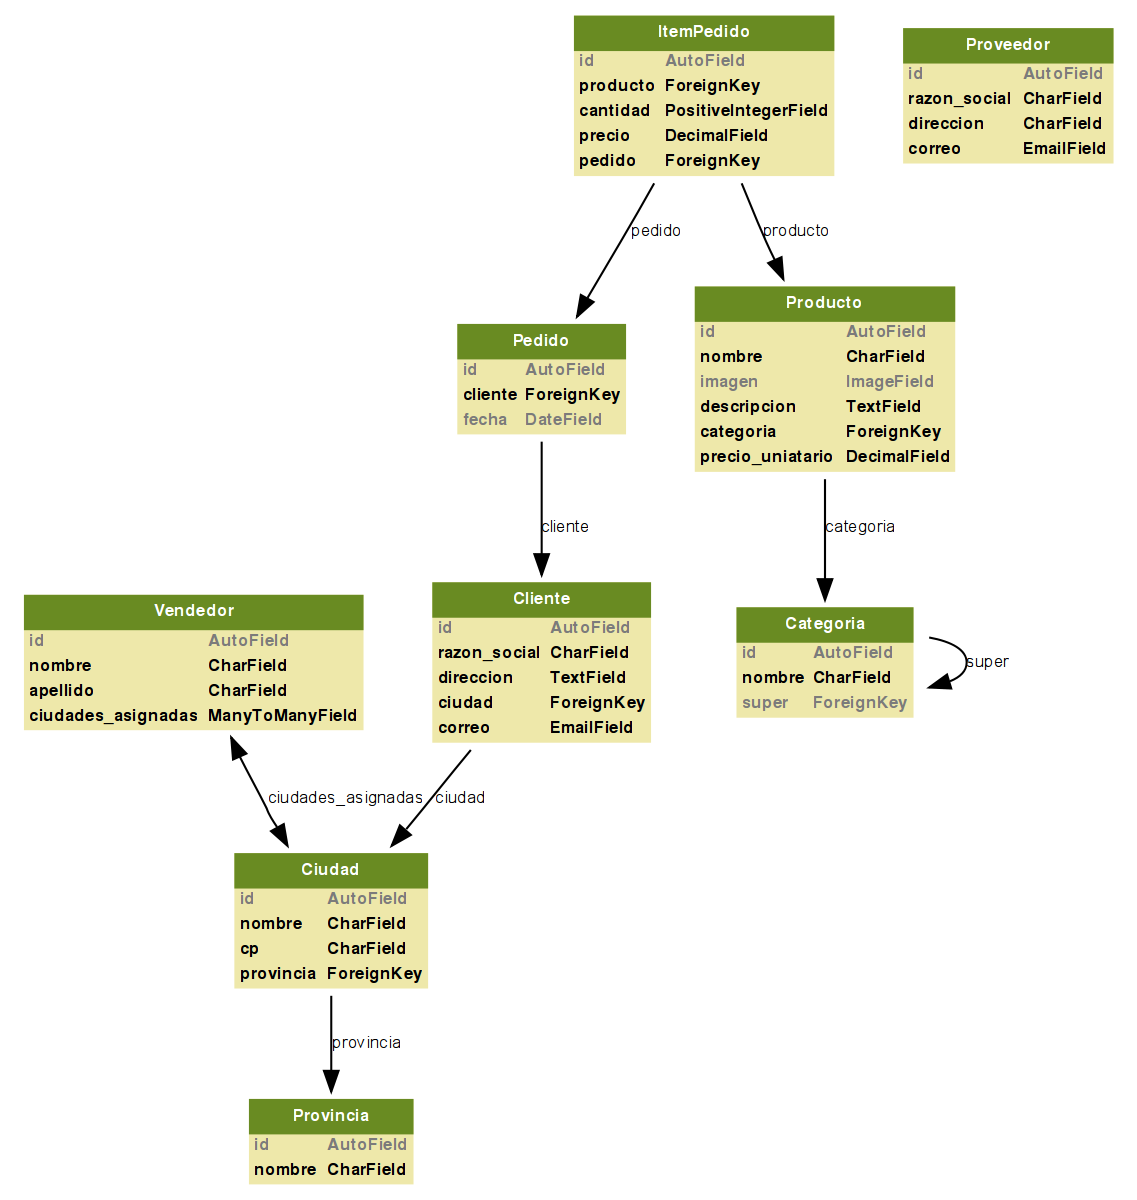 ItemPedido
id AutoField
producto ForeignKey
cantidad PositiveIntegerField
precio DecimalField
pedido ForeignKey
Proveedor
id AutoField
razon_social CharField
direccion CharField
correo EmailField
pedido
producto
Pedido
id AutoField
cliente ForeignKey
fecha DateField
Producto
id AutoField
nombre CharField
imagen ImageField
descripcion TextField
categoria ForeignKey
precio_uniatario DecimalField
cliente
categoria
Vendedor
id AutoField
nombre CharField
apellido CharField
ciudades_asignadas ManyToManyField
Cliente
id AutoField
razon_social CharField
direccion TextField
ciudad ForeignKey
correo EmailField
Categoria
id AutoField
nombre CharField
super ForeignKey
super
ciudades_asignadas
ciudad
Ciudad
id AutoField
nombre CharField
cp CharField
provincia ForeignKey
provincia
Provincia
id AutoField
nombre CharField